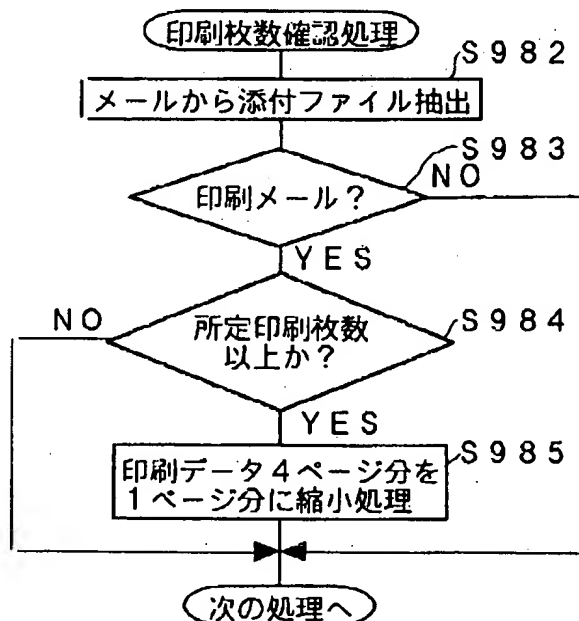 印刷枚数確認処理
S982
メールから添付ファイル抽出
S983
印刷メール?
NO
YES
NO
所定印刷枚数
以上か?
S984
YES
印刷データ4ページ分を
1ページ分に縮小処理
S985
次の処理へ